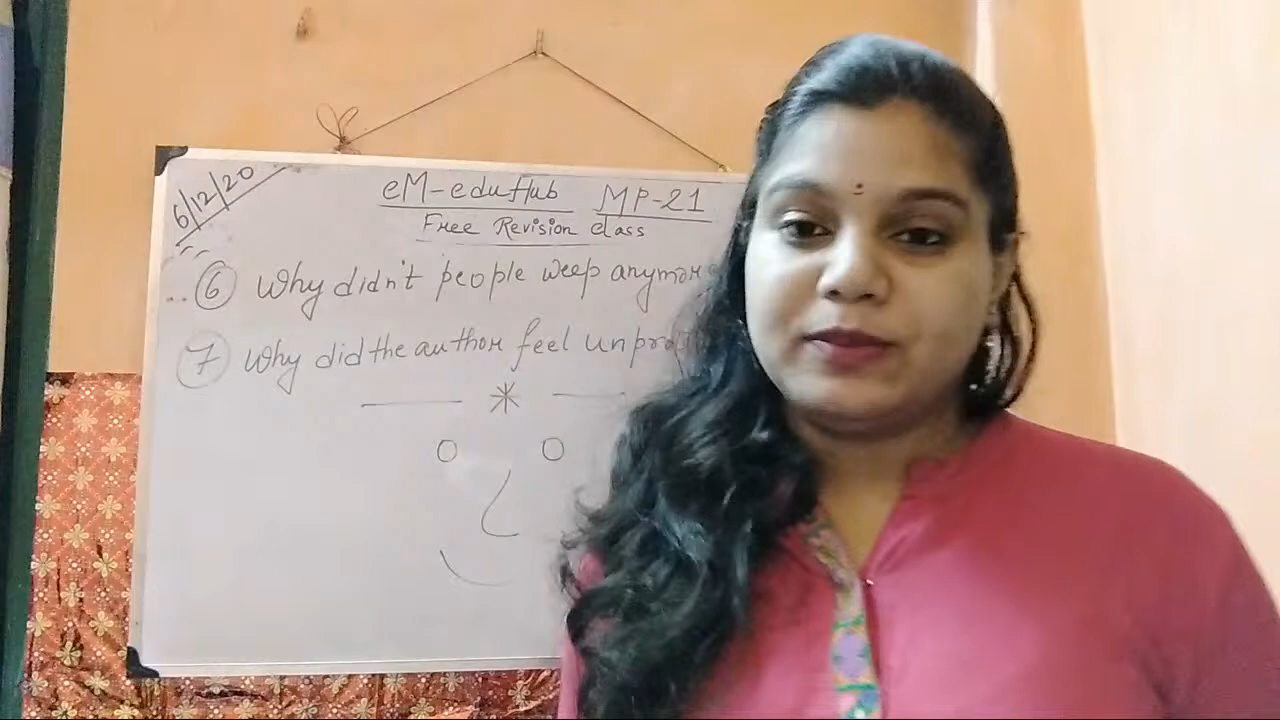 6/12/20
eM-eduHub MP-21
Free Revision class
6 Why didn't people weep anymore
7 Why did the author feel